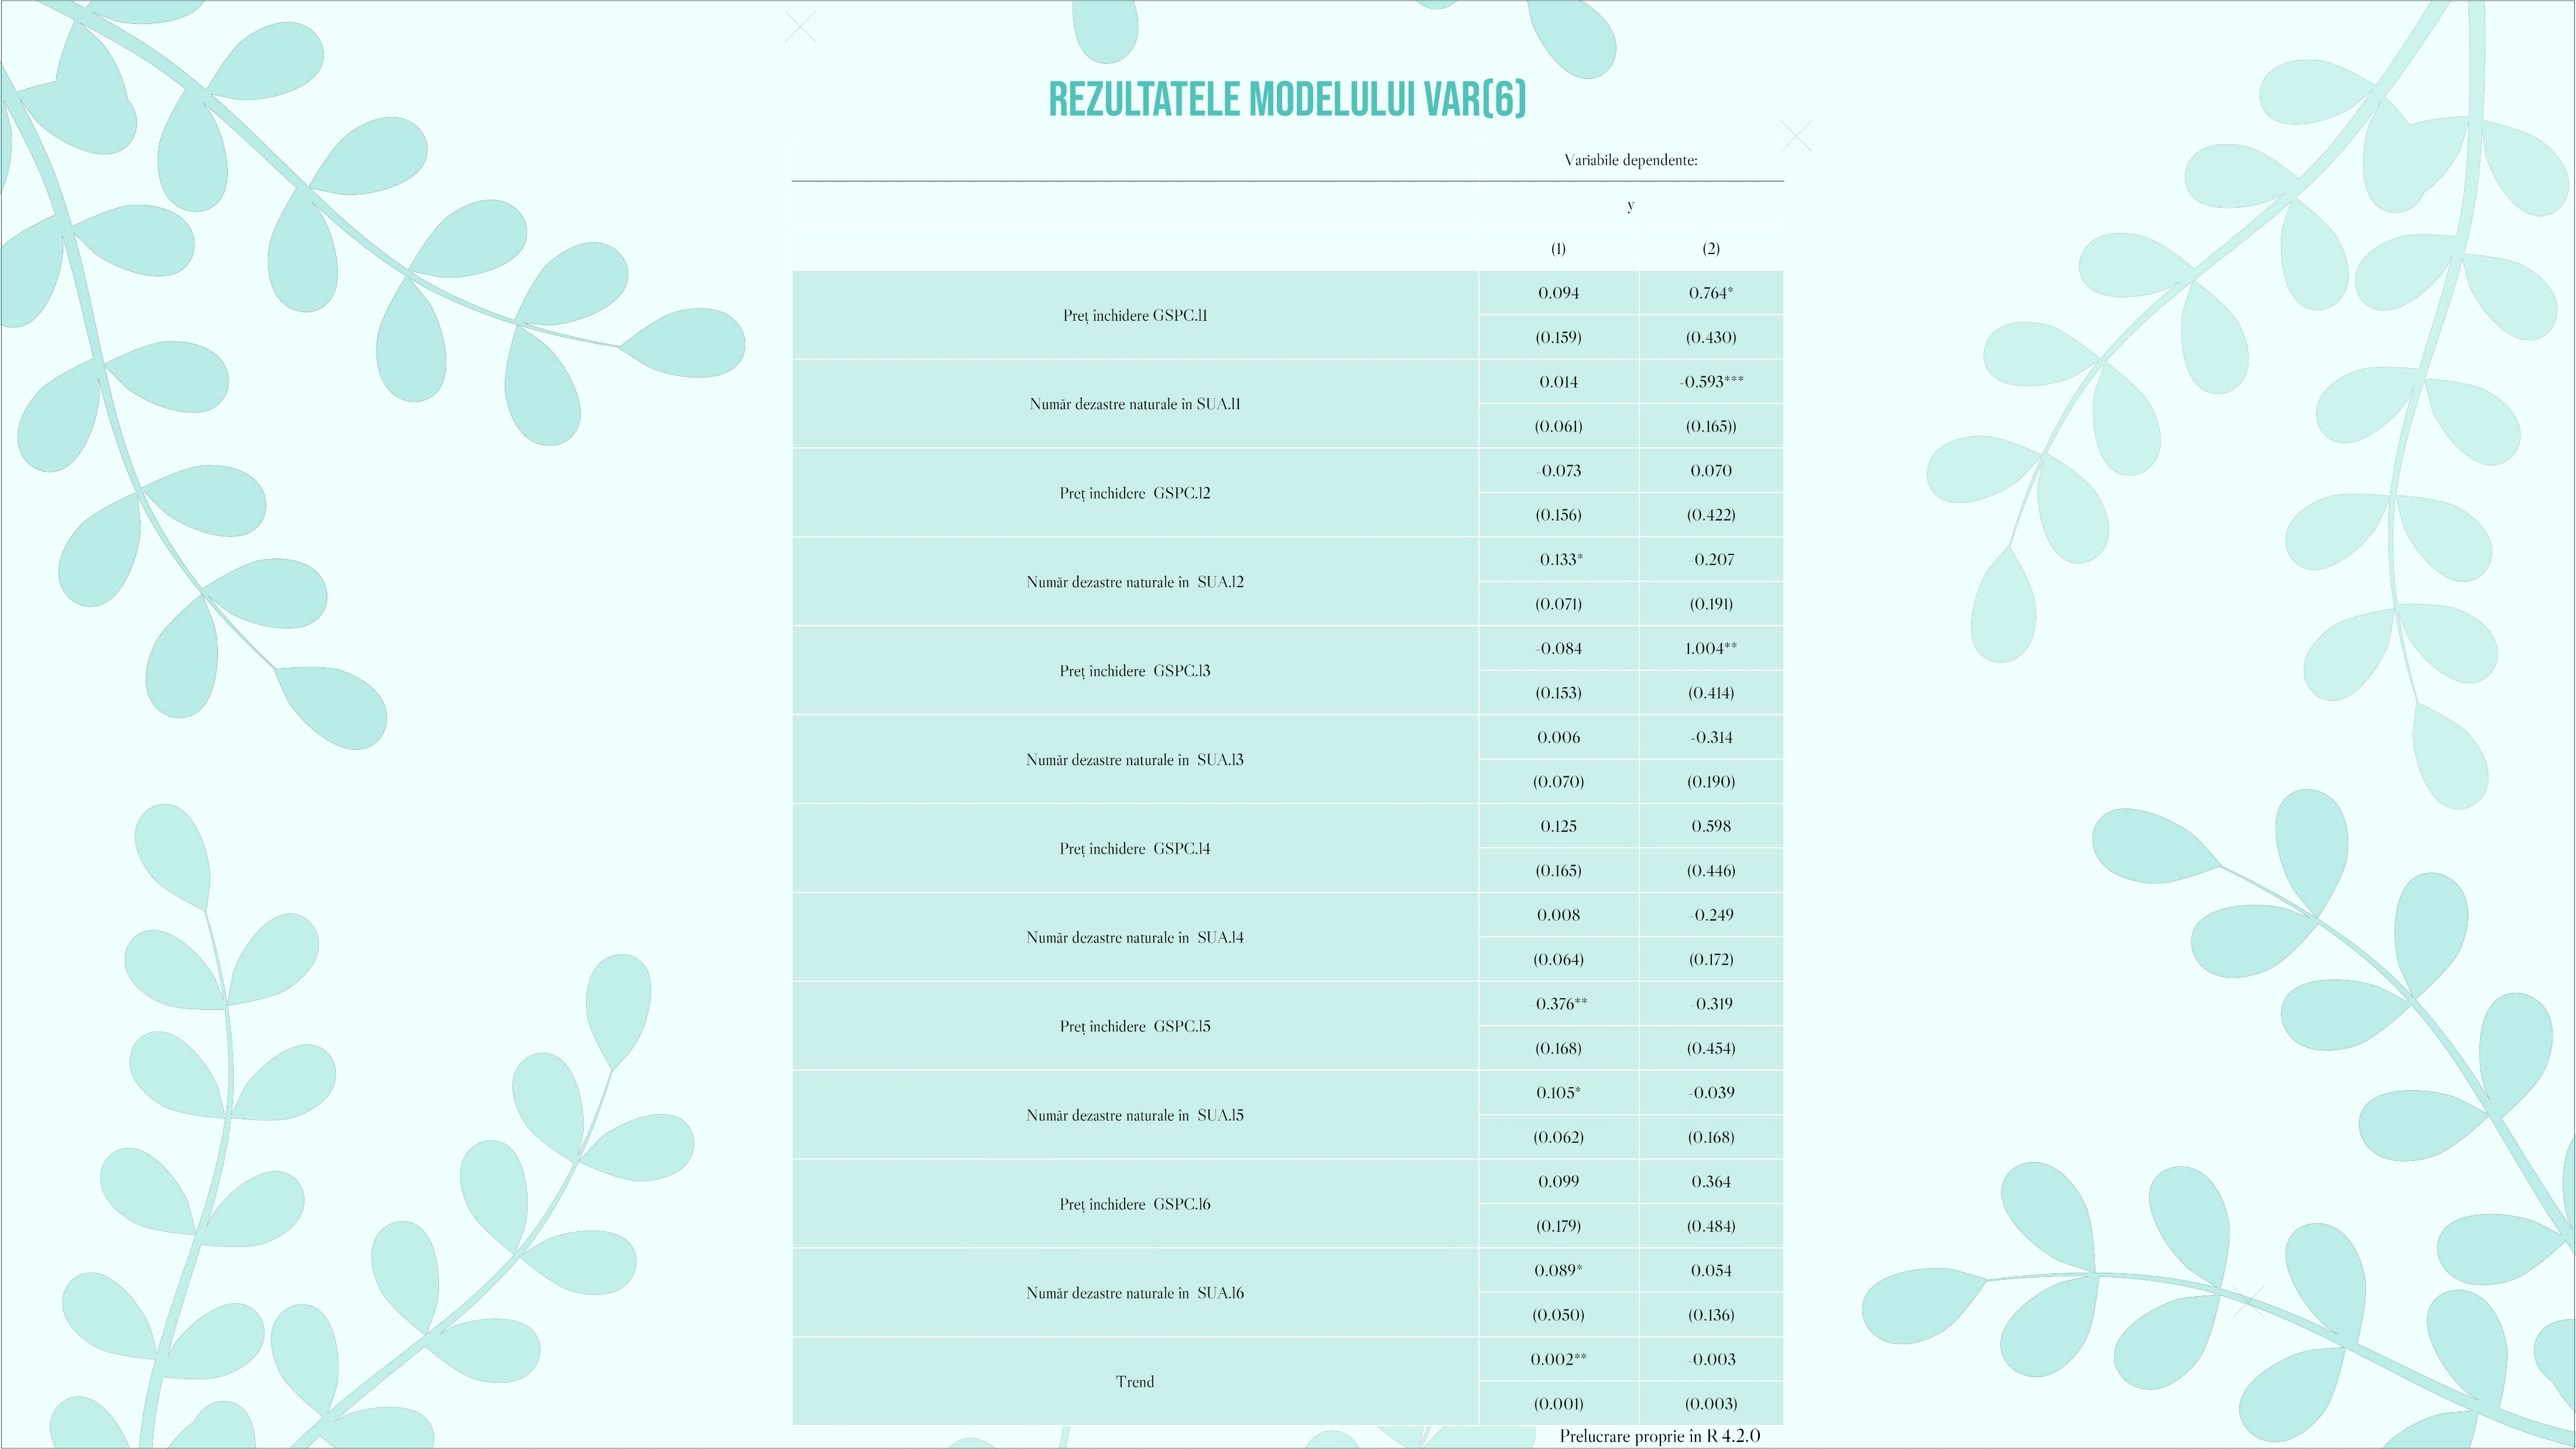 REZULTATELE MODELULUI VAR(6)
Variabile dependente:
y
(1) (2)
Preț închidere GSPC.l1 0.094 0.764*
(0.159) (0.430)
Număr dezastre naturale în SUA.l1 0.014 -0.593***
(0.061) (0.165))
Preț închidere GSPC.l2 -0.073 0.070
(0.156) (0.422)
Număr dezastre naturale în SUA.l2 -0.133* -0.207
(0.071) (0.191)
Preț închidere GSPC.l3 -0.084 1.004**
(0.153) (0.414)
Număr dezastre naturale în SUA.l3 0.006 -0.314
(0.070) (0.190)
Preț închidere GSPC.l4 0.125 0.598
(0.165) (0.446)
Număr dezastre naturale în SUA.l4 0.008 -0.249
(0.064) (0.172)
Preț închidere GSPC.l5 -0.376** -0.319
(0.168) (0.454)
Număr dezastre naturale în SUA.l5 0.105* -0.039
(0.062) (0.168)
Preț închidere GSPC.l6 0.099 0.364
(0.179) (0.484)
Număr dezastre naturale în SUA.l6 0.089* 0.054
(0.050) (0.136)
Trend 0.002** -0.003
(0.001) (0.003)
Prelucrare proprie în R 4.2.0